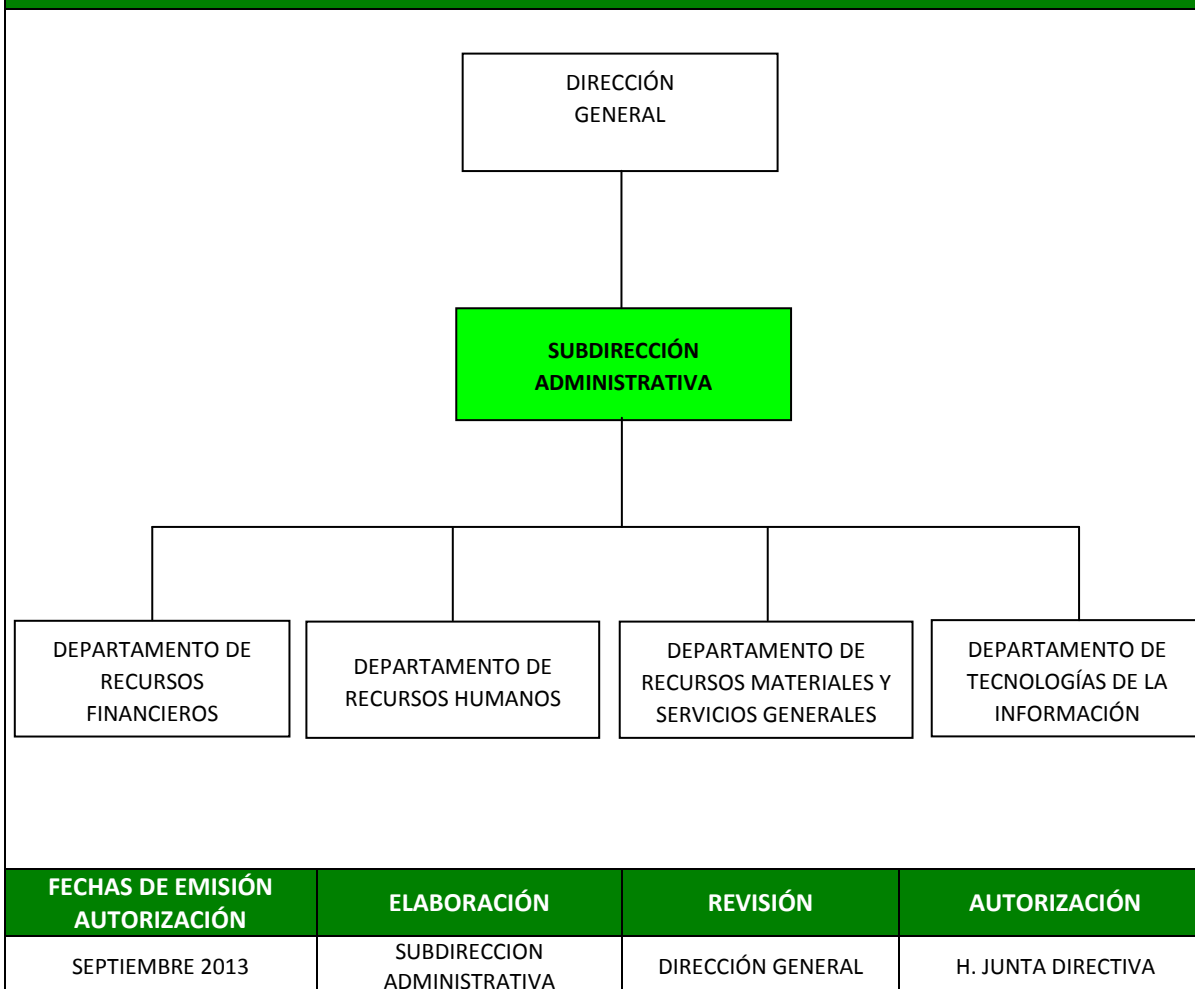 DIRECCIÓN
GENERAL
SUBDIRECCIÓN
ADMINISTRATIVA
DEPARTAMENTO DE
RECURSOS
FINANCIEROS
DEPARTAMENTO DE
RECURSOS HUMANOS
DEPARTAMENTO DE
RECURSOS MATERIALES Y
SERVICIOS GENERALES
DEPARTAMENTO DE
TECNOLOGÍAS DE LA
INFORMACIÓN
FECHAS DE EMISIÓN
AUTORIZACIÓN
ELABORACIÓN
REVISIÓN
AUTORIZACIÓN
SEPTIEMBRE 2013
SUBDIRECCION
ADMINISTRATIVA
DIRECCIÓN GENERAL
H. JUNTA DIRECTIVA